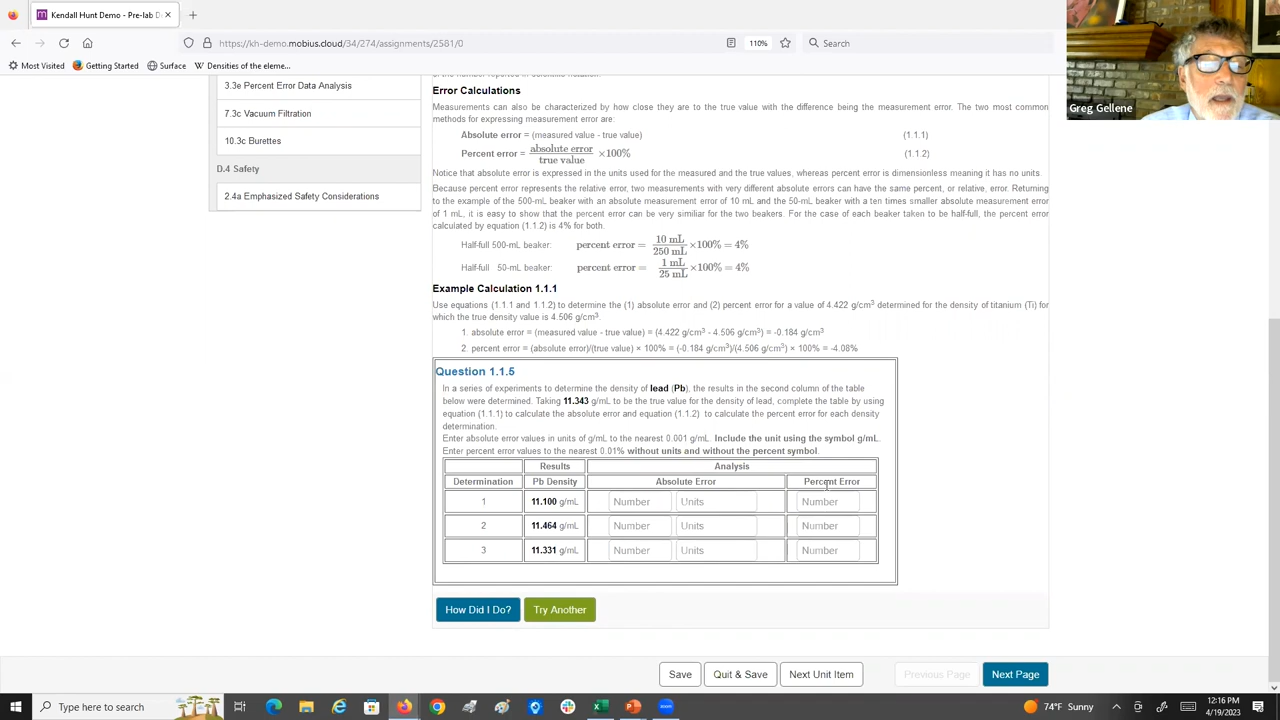 Kendall Hunt Demo - Pre-lab D
https://kh-demo.mobius.cloud/34/274/assignments/2581/0
110%
Search
Most Visited
Getting Started
Surface
Densities of the eleme...
Greg Gellene
3.3e Percent Error Data Analysis
7.3c Vacuum Filtration
10.3c Burettes
D.4 Safety
2.4a Emphasized Safety Considerations
Error Calculations
Measurements can also be characterized by how close they are to the true value with the difference being the measurement error. The two most common
methods for expressing measurement error are:
Absolute error = (measured value - true value) (1.1.1)
Percent error = absolute error / true value ×100% (1.1.2)
Notice that absolute error is expressed in the units used for the measured and the true values, whereas percent error is dimensionless meaning it has no units.
Because percent error represents the relative error, two measurements with very different absolute errors can have the same percent, or relative, error. Returning
to the example of the 500-mL beaker with an absolute measurement error of 10 mL and the 50-mL beaker with a ten times smaller absolute measurement error
of 1 mL, it is easy to show that the percent error can be very similiar for the two beakers. For the case of each beaker taken to be half-full, the percent error
calculated by equation (1.1.2) is 4% for both.
Half-full 500-mL beaker: percent error = 10 mL / 250 mL ×100% = 4%
Half-full 50-mL beaker: percent error = 1 mL / 25 mL ×100% = 4%
Example Calculation 1.1.1
Use equations (1.1.1 and 1.1.2) to determine the (1) absolute error and (2) percent error for a value of 4.422 g/cm³ determined for the density of titanium (Ti) for
which the true density value is 4.506 g/cm³.
1. absolute error = (measured value - true value) = (4.422 g/cm³ - 4.506 g/cm³) = -0.184 g/cm³
2. percent error = (absolute error)/(true value) × 100% = (-0.184 g/cm³)/(4.506 g/cm³) × 100% = -4.08%
Question 1.1.5
In a series of experiments to determine the density of lead (Pb), the results in the second column of the table
below were determined. Taking 11.343 g/mL to be the true value for the density of lead, complete the table by using
equation (1.1.1) to calculate the absolute error and equation (1.1.2) to calculate the percent error for each density
determination.
Enter absolute error values in units of g/mL to the nearest 0.001 g/mL. Include the unit using the symbol g/mL.
Enter percent error values to the nearest 0.01% without units and without the percent symbol.
Results Analysis
Determination Pb Density Absolute Error Percent Error
1 11.100 g/mL Number Units Number
2 11.464 g/mL Number Units Number
3 11.331 g/mL Number Units Number
How Did I Do? Try Another
Save Quit & Save Next Unit Item Previous Page Next Page
Type here to search
74°F Sunny
12:16 PM
4/19/2023